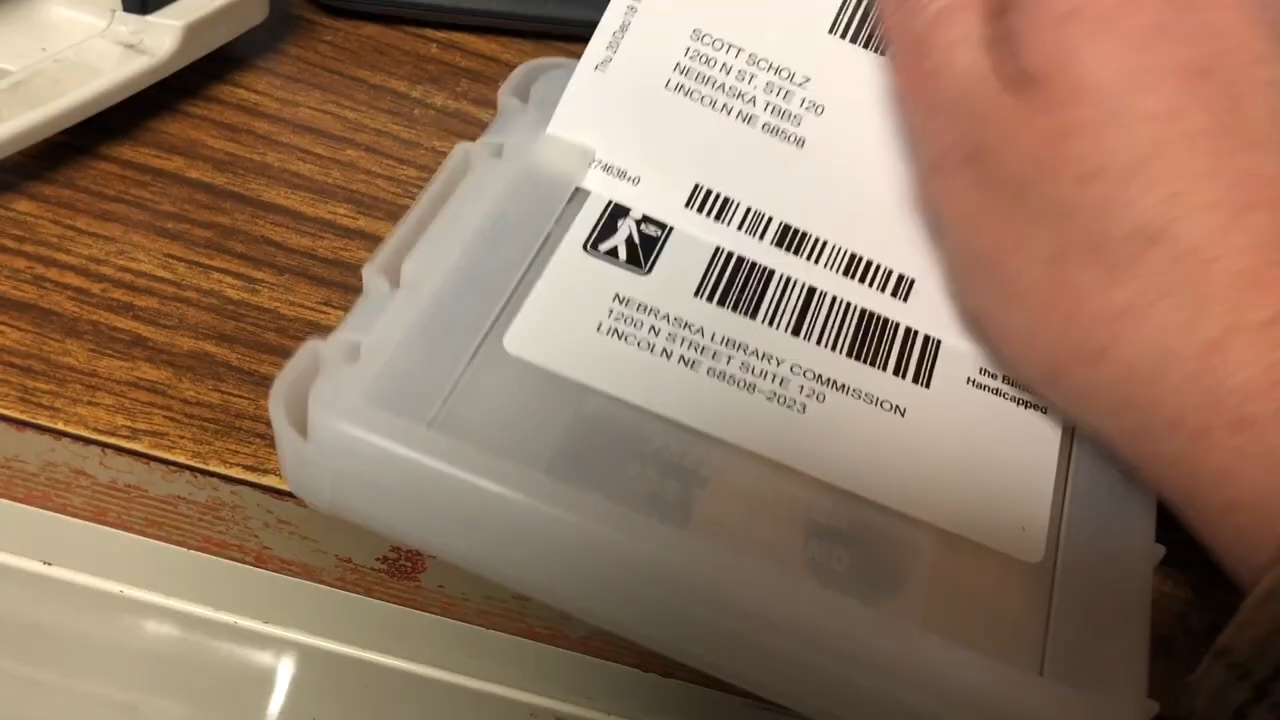 SCOTT SCHOLZ
1200 N ST, STE 120
NEBRASKA TBBS
LINCOLN NE 68508
274638+0
NEBRASKA LIBRARY COMMISSION
1200 N STREET SUITE 120
LINCOLN NE 68508-2023
the
Handicapped